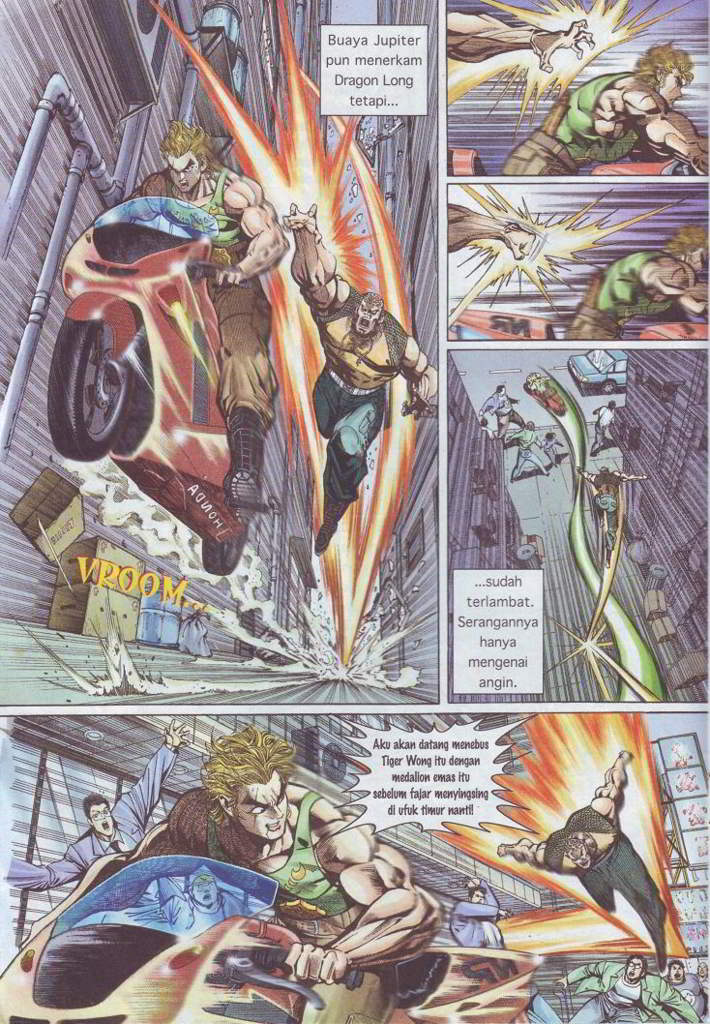 Buaya Jupiter
pun menerkam
Dragon Long
tetapi...
VROOM...
...sudah
terlambat.
Serangannya
hanya
mengenai
angin.
Aku akan datang menebus
Tiger Wong itu dengan
medalion emas itu
sebelum fajar menyingsing
di ufuk timur nanti!